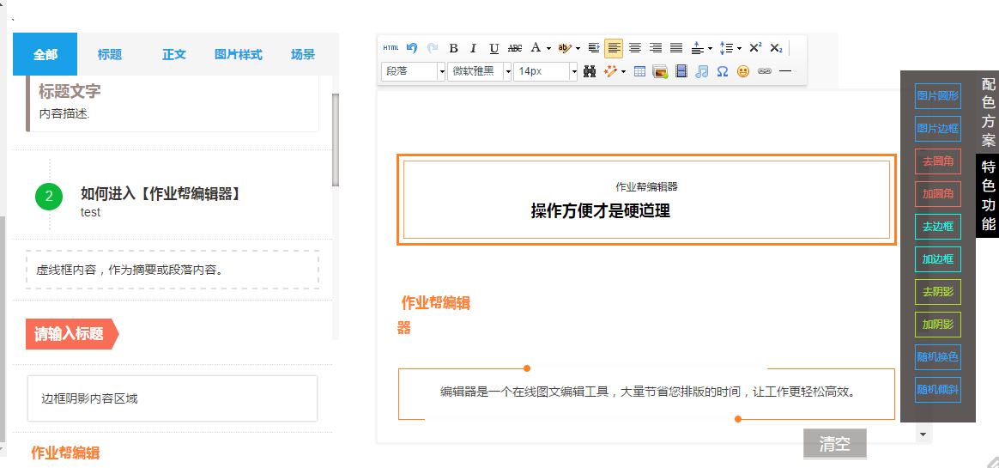 、
全部 标题 正文 图片样式 场景
标题文字
内容描述.
2
如何进入【作业帮编辑器】
test
虚线框内容，作为摘要或段落内容。
请输入标题
边框阴影内容区域
作业帮编辑
HTML B I U ABC A ab X² X₂
段落 微软雅黑 14px
作业帮编辑器
操作方便才是硬道理
作业帮编辑
器
编辑器是一个在线图文编辑工具，大量节省您排版的时间，让工作更轻松高效。
清空
图片圆形
图片边框
去圆角
加圆角
去边框
加边框
去阴影
加阴影
随机换色
随机倾斜
配色方案
特色功能